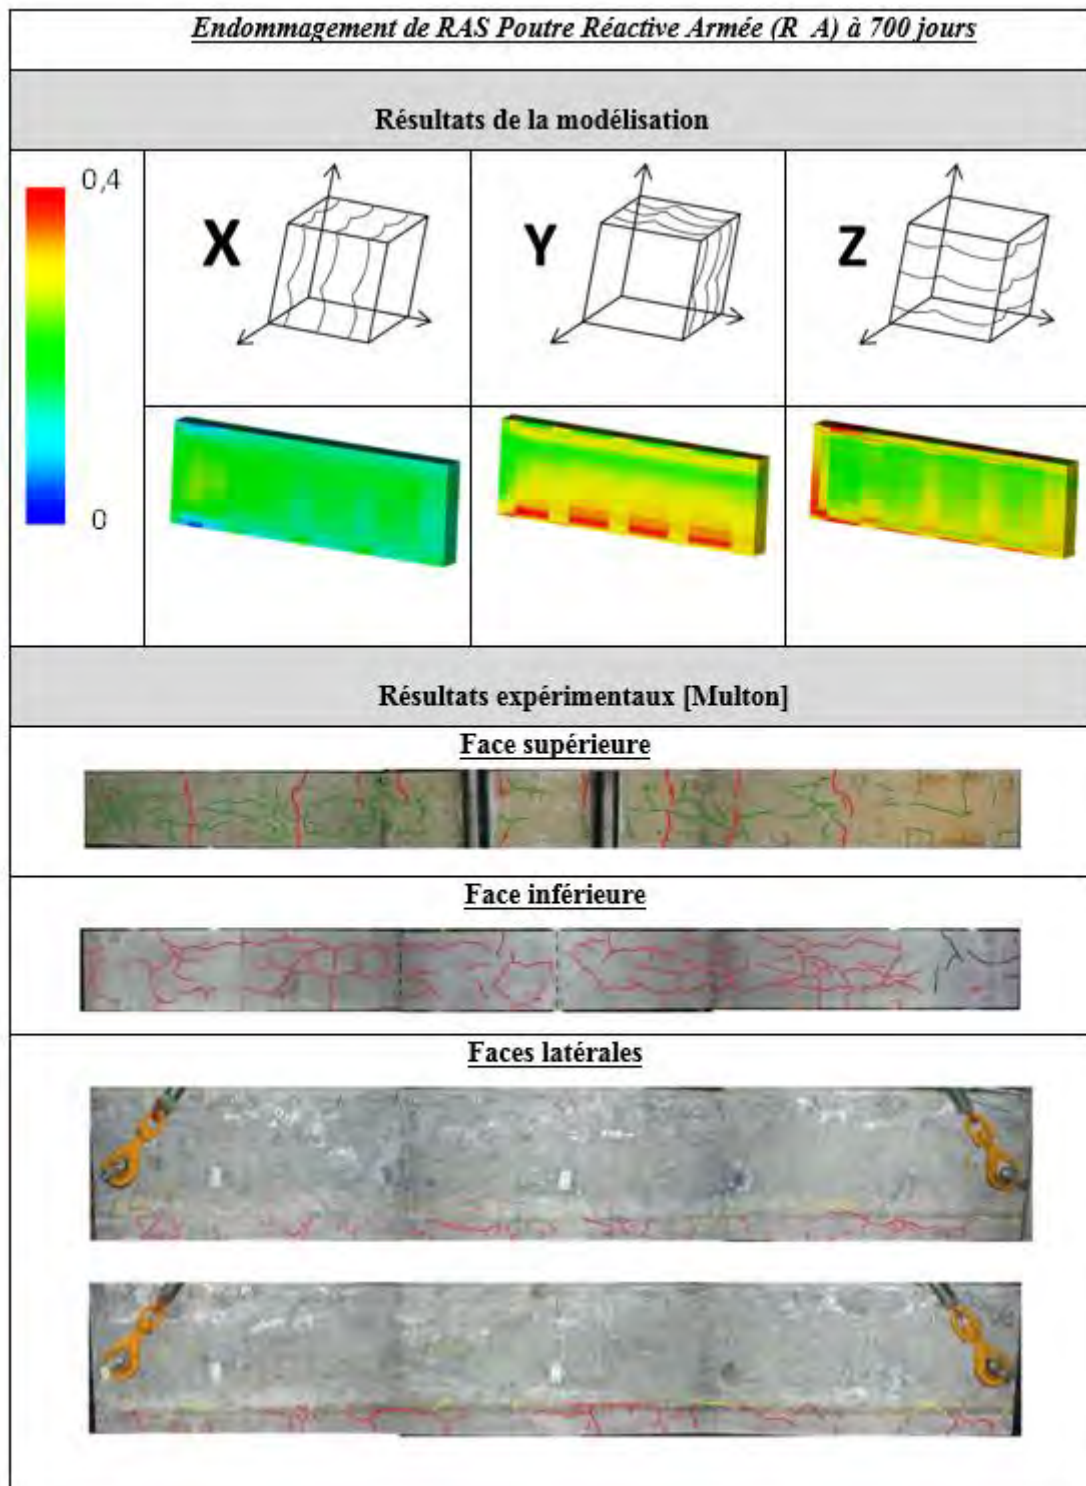 Endommagement de RAS Poutre Réactive Armée (R_A) à 700 jours
Résultats de la modélisation
0,4
0
X
Y
Z
Résultats expérimentaux [Multon]
Face supérieure
Face inférieure
Faces latérales